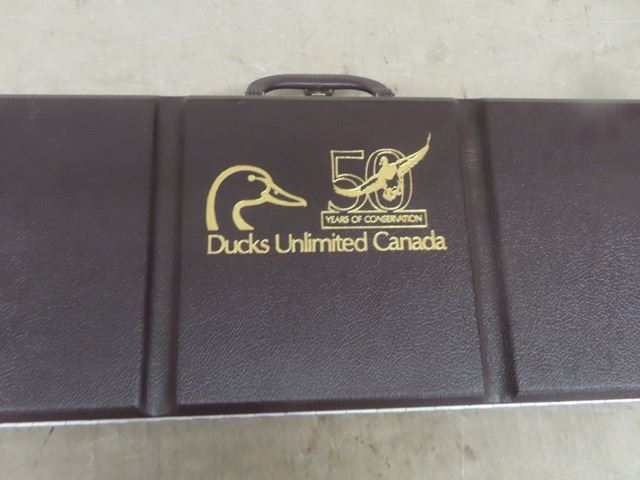 50
YEARS OF CONSERVATION
Ducks Unlimited Canada